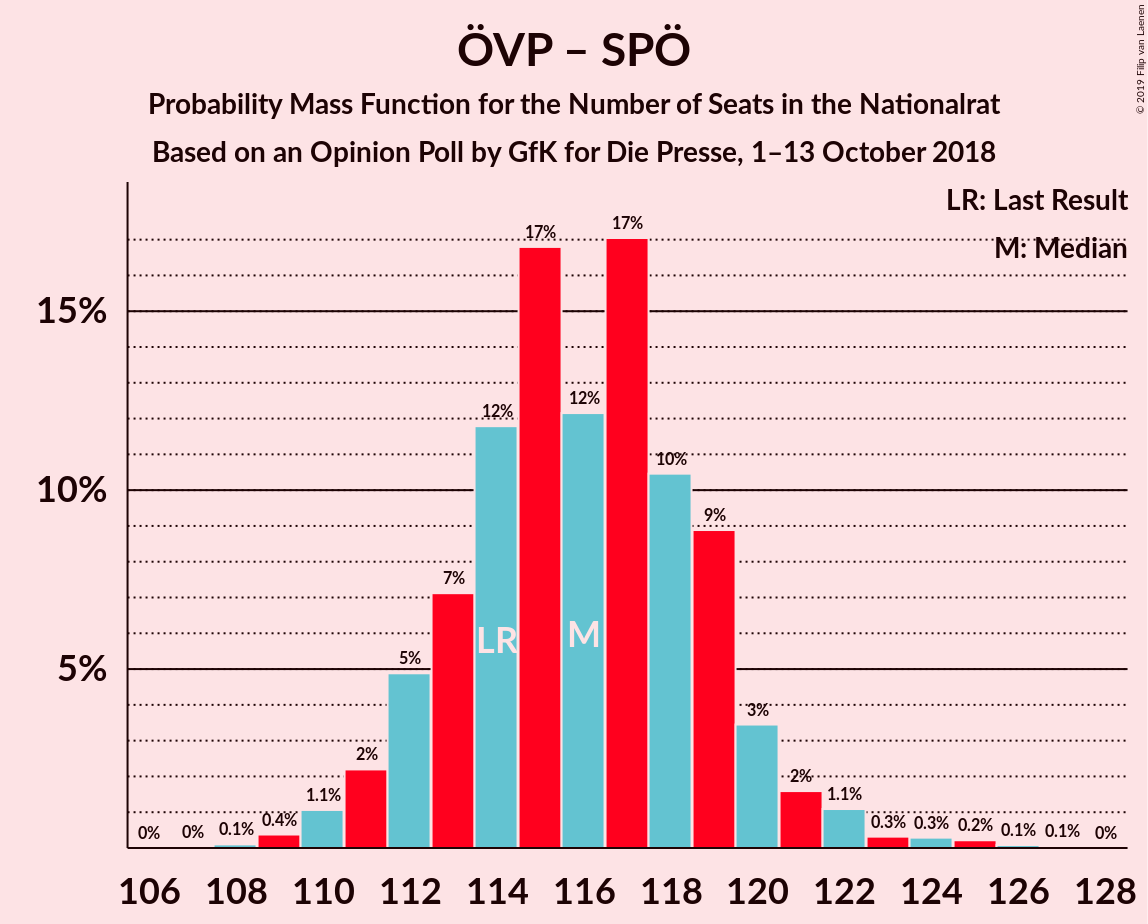 ÖVP – SPÖ
Probability Mass Function for the Number of Seats in the Nationalrat
Based on an Opinion Poll by GfK for Die Presse, 1–13 October 2018
© 2019 Filip van Laenen
LR: Last Result
M: Median
15%
10%
5%
0%
0%
0.1%
0.4%
1.1%
2%
5%
7%
12%
17%
12%
17%
10%
9%
3%
2%
1.1%
0.3%
0.3%
0.2%
0.1%
0.1%
0%
LR
M
106 108 110 112 114 116 118 120 122 124 126 128